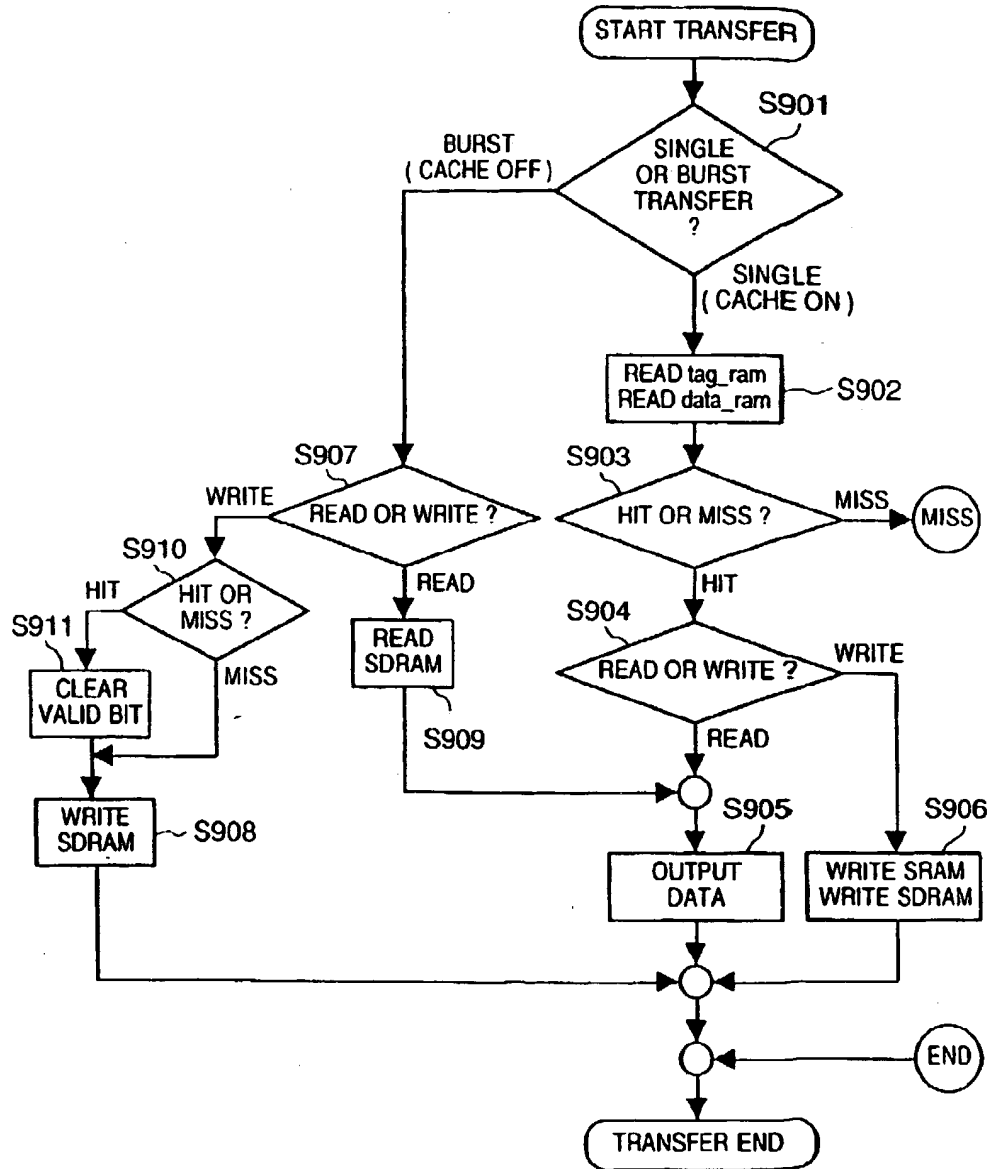 START TRANSFER
S901
SINGLE
OR BURST
TRANSFER
?
BURST
( CACHE OFF )
SINGLE
( CACHE ON )
READ tag_ram
READ data_ram
S902
S907
READ OR WRITE ?
WRITE
READ
S903
HIT OR MISS ?
MISS
MISS
HIT
S910
HIT OR
MISS ?
HIT
MISS
S911
CLEAR
VALID BIT
READ
SDRAM
S909
S904
READ OR WRITE ?
WRITE
READ
WRITE
SDRAM
S908
S905
OUTPUT
DATA
S906
WRITE SRAM
WRITE SDRAM
END
TRANSFER END